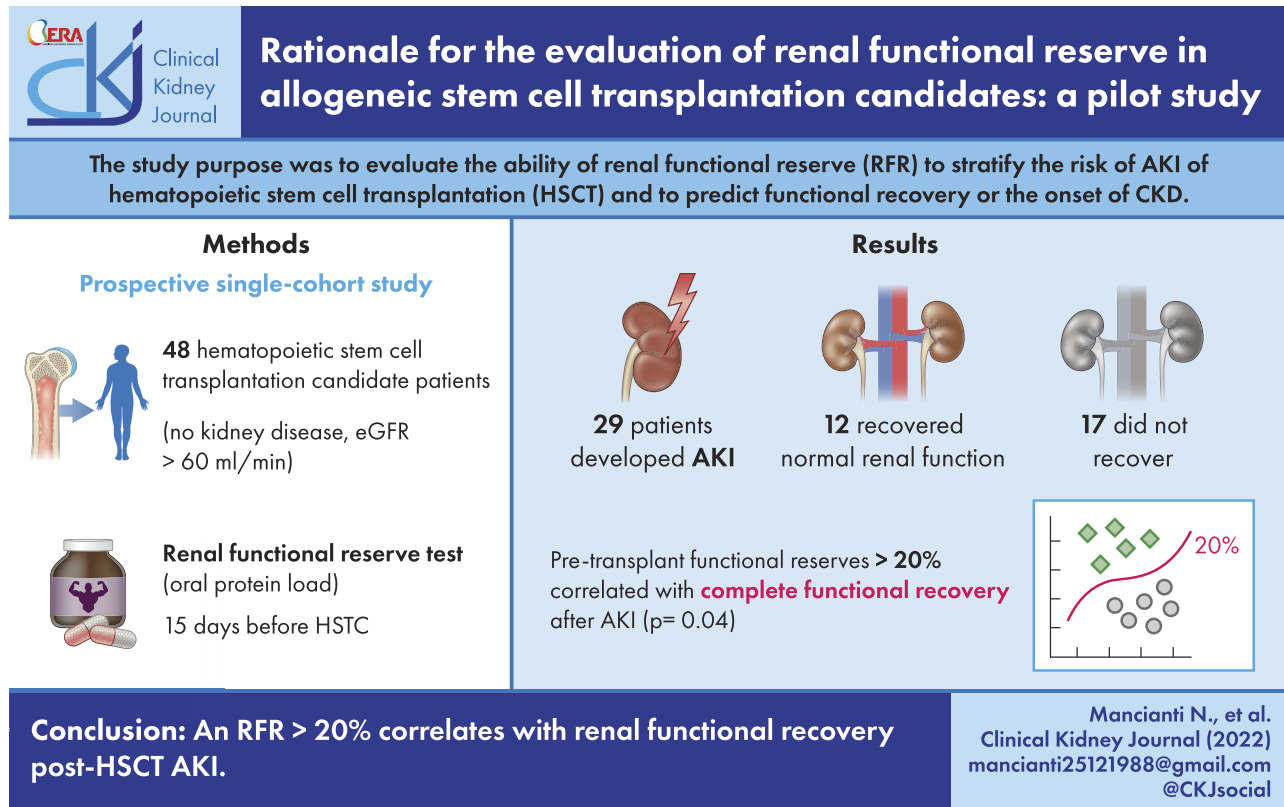 ERA
CKJ
Clinical
Kidney
Journal
Rationale for the evaluation of renal functional reserve in
allogeneic stem cell transplantation candidates: a pilot study
The study purpose was to evaluate the ability of renal functional reserve (RFR) to stratify the risk of AKI of
hematopoietic stem cell transplantation (HSCT) and to predict functional recovery or the onset of CKD.
Methods
Prospective single-cohort study
48 hematopoietic stem cell
transplantation candidate patients
(no kidney disease, eGFR
> 60 ml/min)
Renal functional reserve test
(oral protein load)
15 days before HSTC
Results
29 patients
developed AKI
12 recovered
normal renal function
17 did not
recover
Pre-transplant functional reserves > 20%
correlated with complete functional recovery
after AKI (p= 0.04)
20%
Conclusion: An RFR > 20% correlates with renal functional recovery
post-HSCT AKI.
Mancianti N., et al.
Clinical Kidney Journal (2022)
mancianti25121988@gmail.com
@CKJsocial